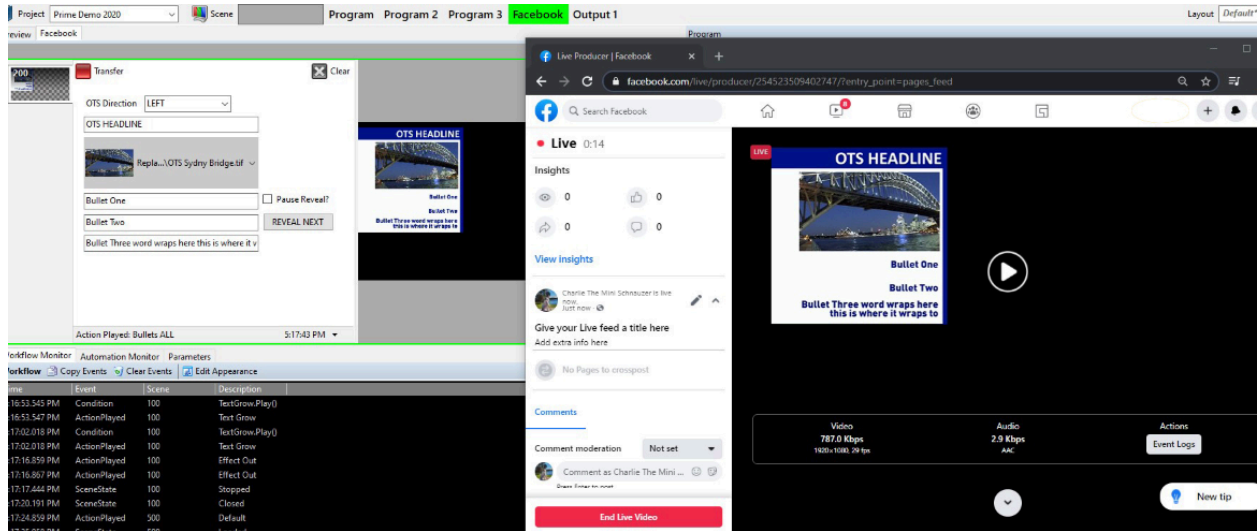 Project Prime Demo 2020 Scene Program Program 2 Program 3 Facebook Output 1 Layout Default*
review Facebook Program
200 Transfer Clear
OTS Direction LEFT
OTS HEADLINE
Repla...\OTS Sydny Bridge.tif
Bullet One Pause Reveal?
Bullet Two REVEAL NEXT
Bullet Three word wraps here this is where it v
Action Played: Bullets ALL 5:17:43 PM
OTS HEADLINE
Bullet One
Bullet Two
Bullet Three word wraps here
this is where it wraps to
Workflow Monitor Automation Monitor Parameters
Workflow Copy Events Clear Events Edit Appearance
Time Event Scene Description
:16:53.545 PM Condition 100 TextGrow.Play()
:16:53.547 PM ActionPlayed 100 Text Grow
:17:02.018 PM Condition 100 TextGrow.Play()
:17:02.018 PM ActionPlayed 100 Text Grow
:17:16.859 PM ActionPlayed 100 Effect Out
:17:16.867 PM ActionPlayed 100 Effect Out
:17:17.444 PM SceneState 100 Stopped
:17:20.191 PM SceneState 100 Closed
:17:24.859 PM ActionPlayed 500 Default
Live Producer | Facebook
facebook.com/live/producer/254523509402747/?entry_point=pages_feed
Search Facebook
8
Live 0:14
Insights
0 0
0 0
View insights
Charlie The Mini Schnauzer is live
now.
Just now
Give your Live feed a title here
Add extra info here
No Pages to crosspost
Comments
Comment moderation Not set
Comment as Charlie The Mini ...
Press Enter to post
End Live Video
LIVE
OTS HEADLINE
Bullet One
Bullet Two
Bullet Three word wraps here
this is where it wraps to
Video Audio Actions
787.0 Kbps 2.9 Kbps Event Logs
1920×1080, 29 fps AAC
New tip